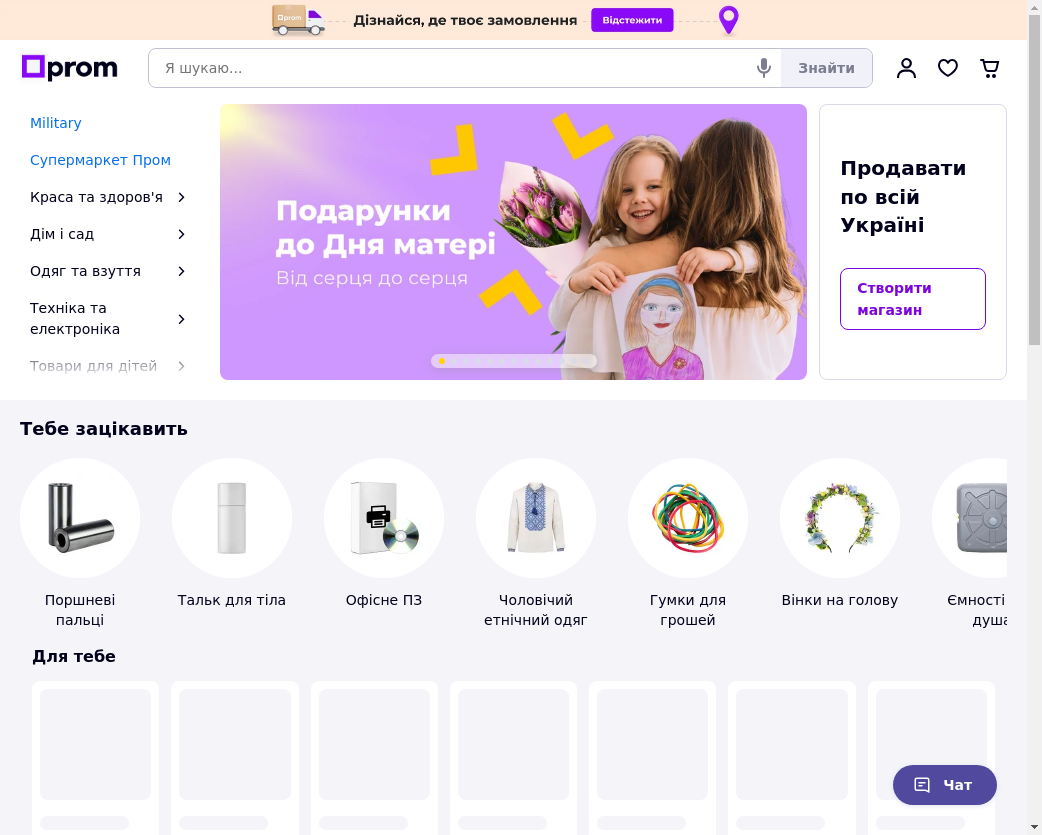 prom
Дізнайся, де твоє замовлення
Відстежити
prom
Я шукаю...
Знайти
Military
Супермаркет Пром
Краса та здоров'я
Дім і сад
Одяг та взуття
Техніка та
електроніка
Товари для дітей
Подарунки
до Дня матері
Від серця до серця
Продавати
по всій
Україні
Створити
магазин
Тебе зацікавить
Поршневі
пальці
Тальк для тіла
Офісне ПЗ
Чоловічий
етнічний одяг
Гумки для
грошей
Вінки на голову
Ємності
душа
Для тебе
Чат